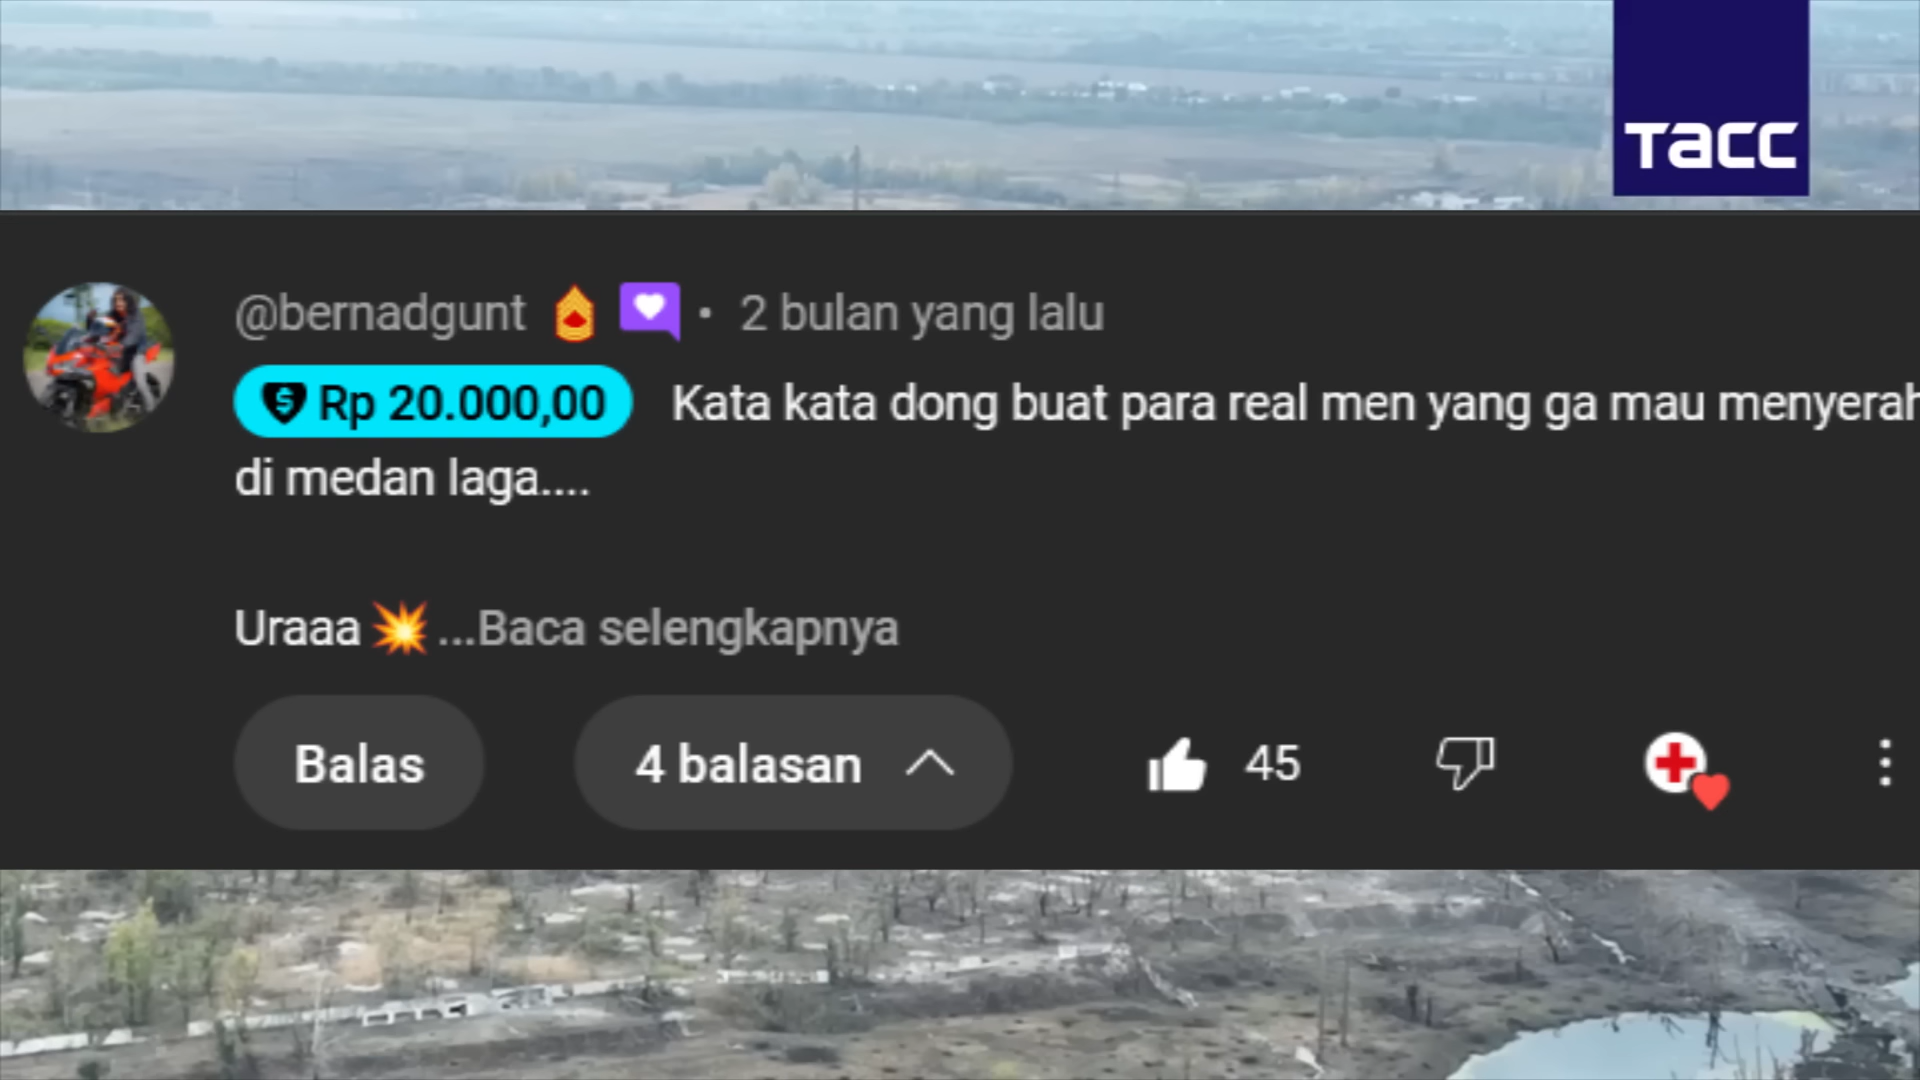 тасс
@bernadgunt • 2 bulan yang lalu
Rp 20.000,00 Kata kata dong buat para real men yang ga mau menyerah
di medan laga....
Uraaa 💥 ...Baca selengkapnya
Balas 4 balasan 45